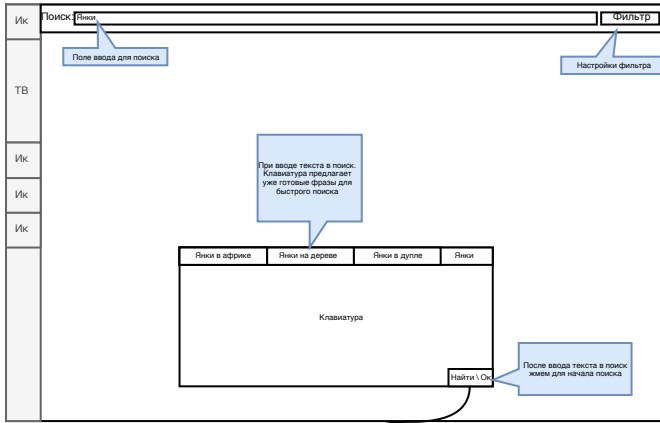 Ик
Поиск:
Янки
Фильтр
Поле ввода для поиска
Настройки фильтра
ТВ
Ик
Ик
Ик
При вводе текста в поиск.
Клавиатура предлагает
уже готовые фразы для
быстрого поиска
Янки в африке
Янки на дереве
Янки в дупле
Янки
Клавиатура
Найти \ Ок
После ввода текста в поиск
жмем для начала поиска